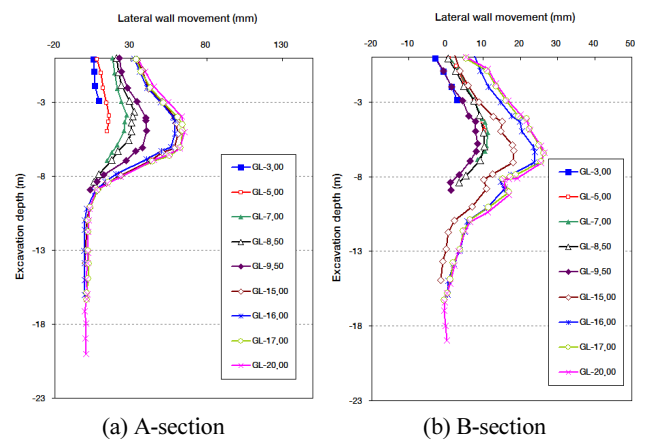 Lateral wall movement (mm)
-20 30 80 130
-3
-8
-13
-18
-23
Excavation depth (m)
GL-3,00
GL-5,00
GL-7,00
GL-8,50
GL-9,50
GL-15,00
GL-16,00
GL-17,00
GL-20,00
(a) A-section
Lateral wall movement (mm)
-20 -10 0 10 20 30 40 50
-3
-8
-13
-18
-23
Excavation depth (m)
GL-3,00
GL-5,00
GL-7,00
GL-8,50
GL-9,50
GL-15,00
GL-16,00
GL-17,00
GL-20,00
(b) B-section